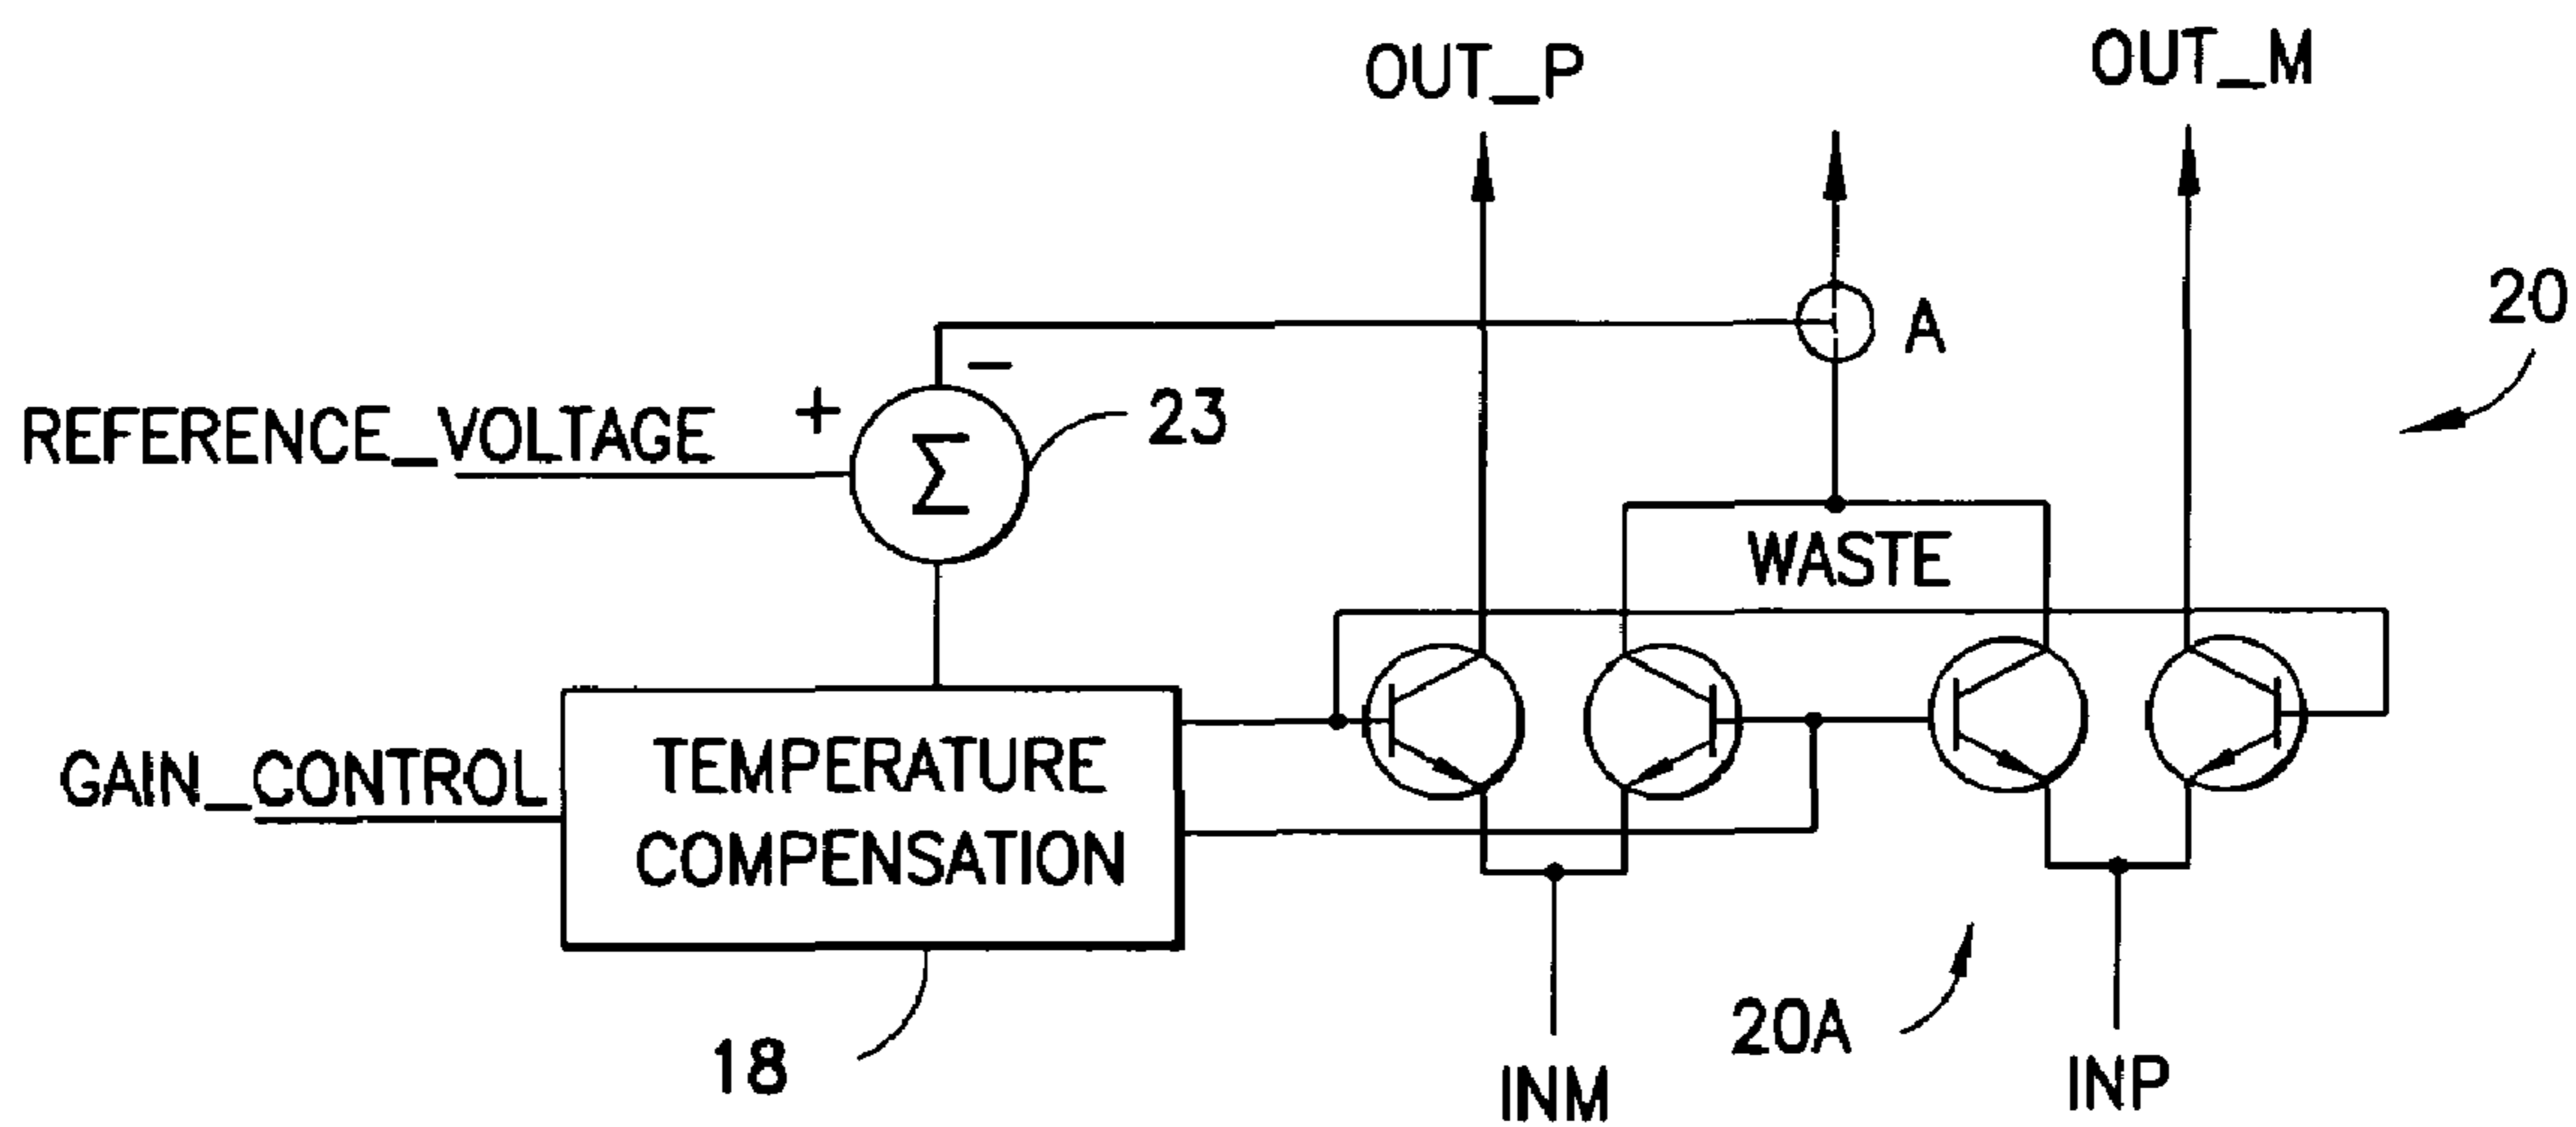 OUT_P
OUT_M
20
A
−
+
23
REFERENCE_VOLTAGE
Σ
WASTE
GAIN_CONTROL
TEMPERATURE
COMPENSATION
18
20A
INM
INP